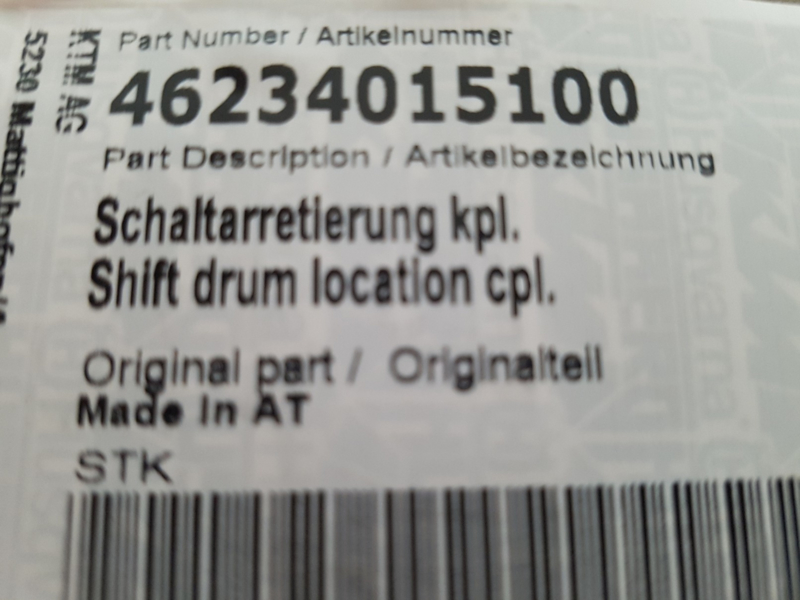 Part Number / Artikelnummer
46234015100
Part Description / Artikelbezeichnung
Schaltarretierung kpl.
Shift drum location cpl.
Original part / Originalteil
Made in AT
STK
KTM AG
5230